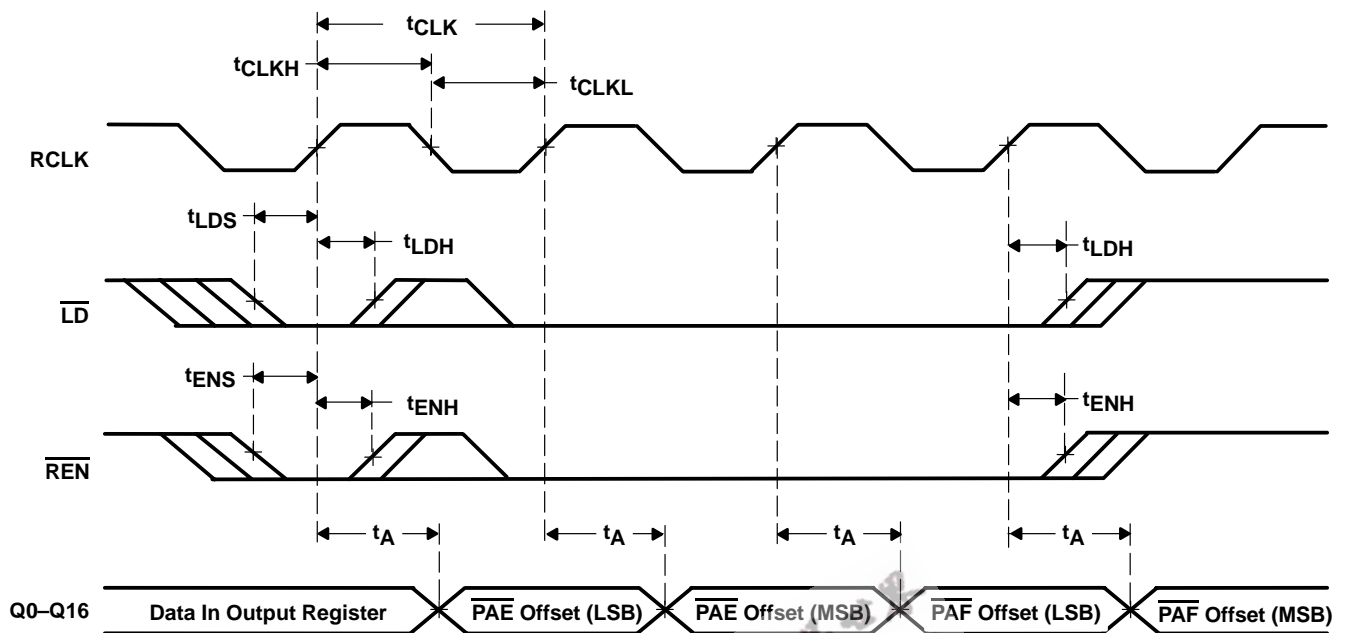 tCLK
tCLKH
tCLKL
RCLK
tLDS
tLDH
tLDH
LD
tENS
tENH
tENH
REN
tA
tA
tA
tA
Q0–Q16
Data In Output Register
PAE Offset (LSB)
PAE Offset (MSB)
PAF Offset (LSB)
PAF Offset (MSB)